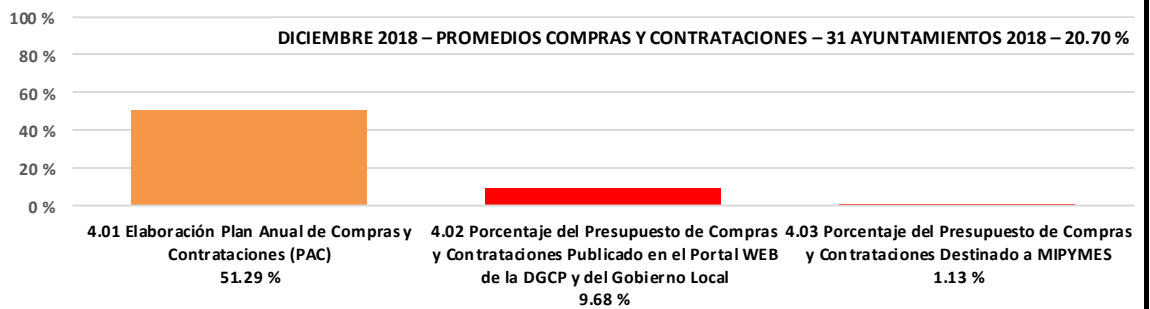 100 %
DICIEMBRE 2018 – PROMEDIOS COMPRAS Y CONTRATACIONES – 31 AYUNTAMIENTOS 2018 – 20.70 %
80 %
60 %
40 %
20 %
0 %
4.01 Elaboración Plan Anual de Compras y
Contrataciones (PAC)
51.29 %
4.02 Porcentaje del Presupuesto de Compras
y Contrataciones Publicado en el Portal WEB
de la DGCP y del Gobierno Local
9.68 %
4.03 Porcentaje del Presupuesto de Compras
y Contrataciones Destinado a MIPYMES
1.13 %